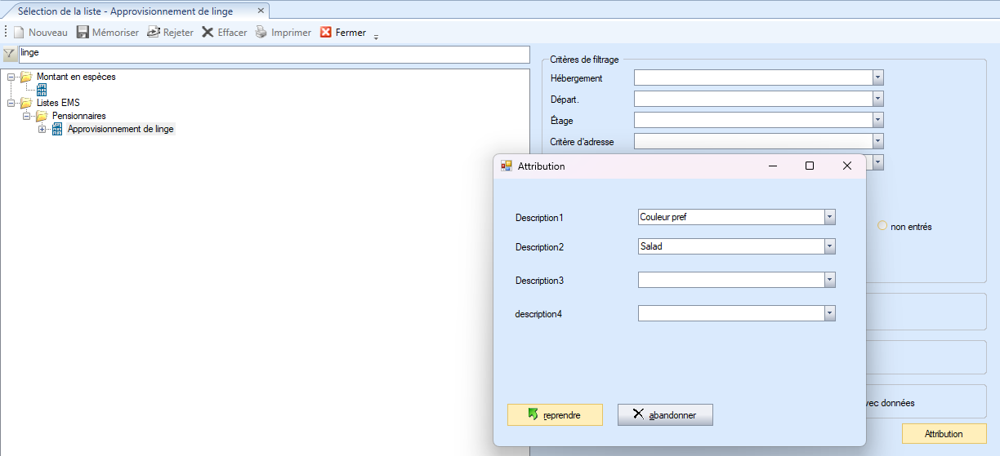 Sélection de la liste - Approvisionnement de linge
Nouveau Mémoriser Rejeter Effacer Imprimer Fermer
linge
Montant en espèces
Listes EMS
Pensionnaires
Approvisionnement de linge
Critères de filtrage
Hébergement
Départ.
Étage
Critère d'adresse
non entrés
données
Attribution
Attribution
Description1 Couleur pref
Description2 Salad
Description3
description4
reprendre abandonner